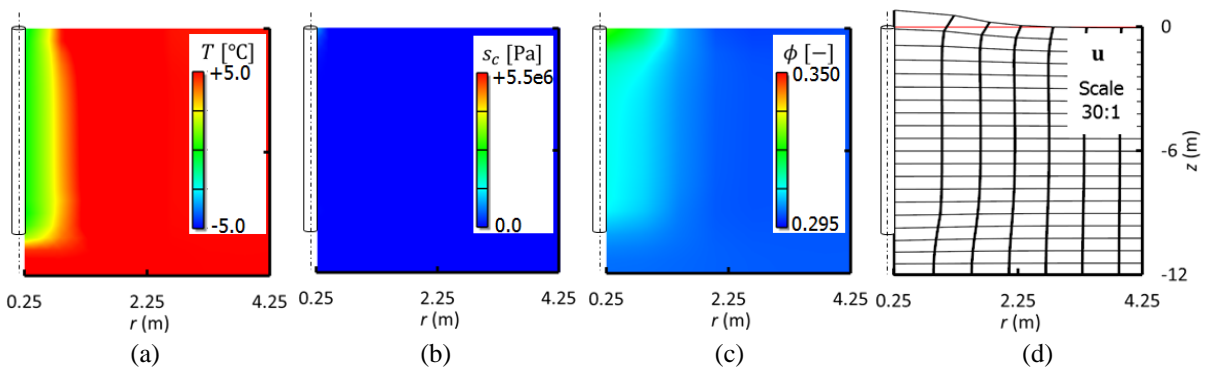 T [°C]
+5.0
-5.0
0.25
2.25
4.25
r (m)
(a)
s_c [Pa]
+5.5e6
0.0
0.25
2.25
4.25
r (m)
(b)
ϕ [−]
0.350
0.295
0.25
2.25
4.25
r (m)
(c)
u
Scale
30:1
0
-6
-12
z (m)
0.25
2.25
4.25
r (m)
(d)